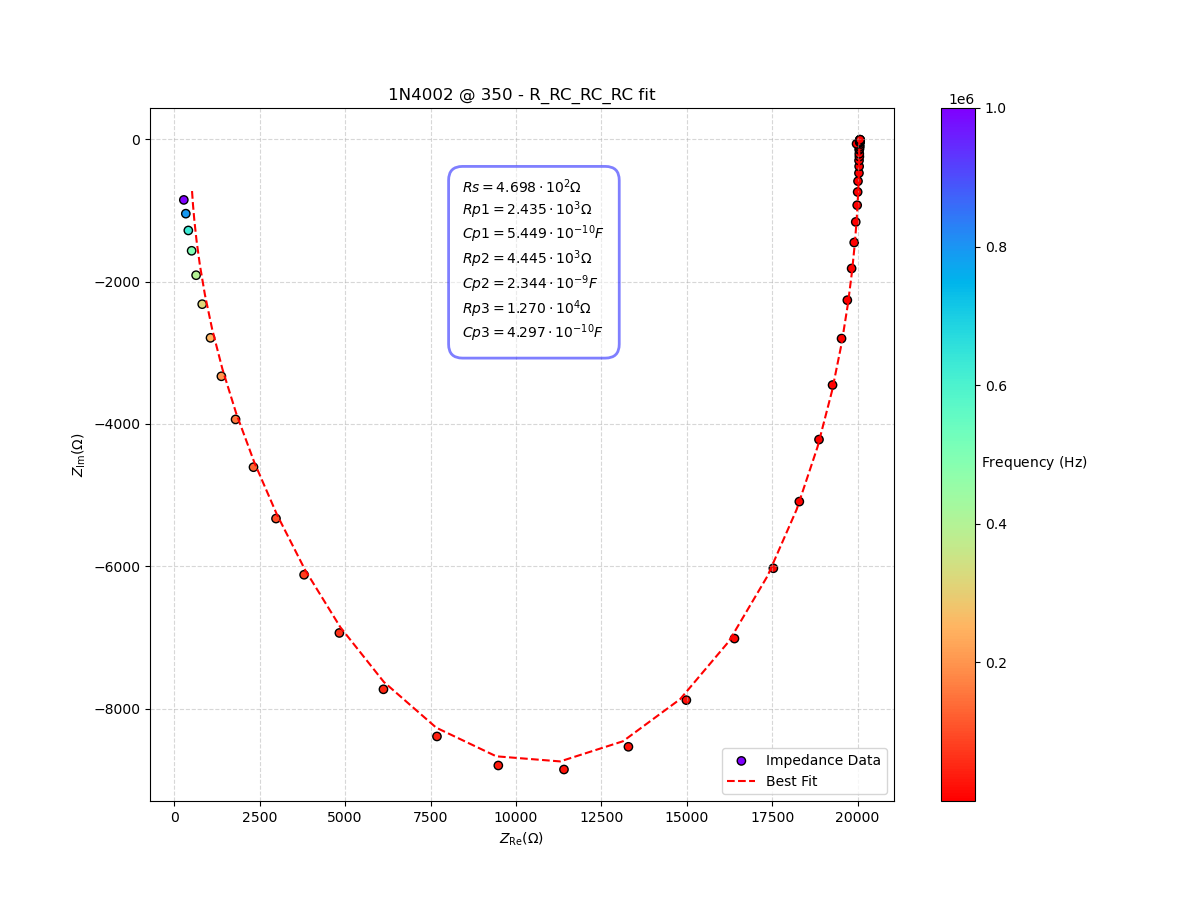 1N4002 @ 350 - R_RC_RC_RC fit
1e6
0
−2000
−4000
−6000
−8000
Z_Im(Ω)
Rs = 4.698 · 10²Ω
Rp1 = 2.435 · 10³Ω
Cp1 = 5.449 · 10⁻¹⁰F
Rp2 = 4.445 · 10³Ω
Cp2 = 2.344 · 10⁻⁹F
Rp3 = 1.270 · 10⁴Ω
Cp3 = 4.297 · 10⁻¹⁰F
Impedance Data
Best Fit
0 2500 5000 7500 10000 12500 15000 17500 20000
Z_Re(Ω)
1.0
0.8
0.6
0.4
0.2
Frequency (Hz)